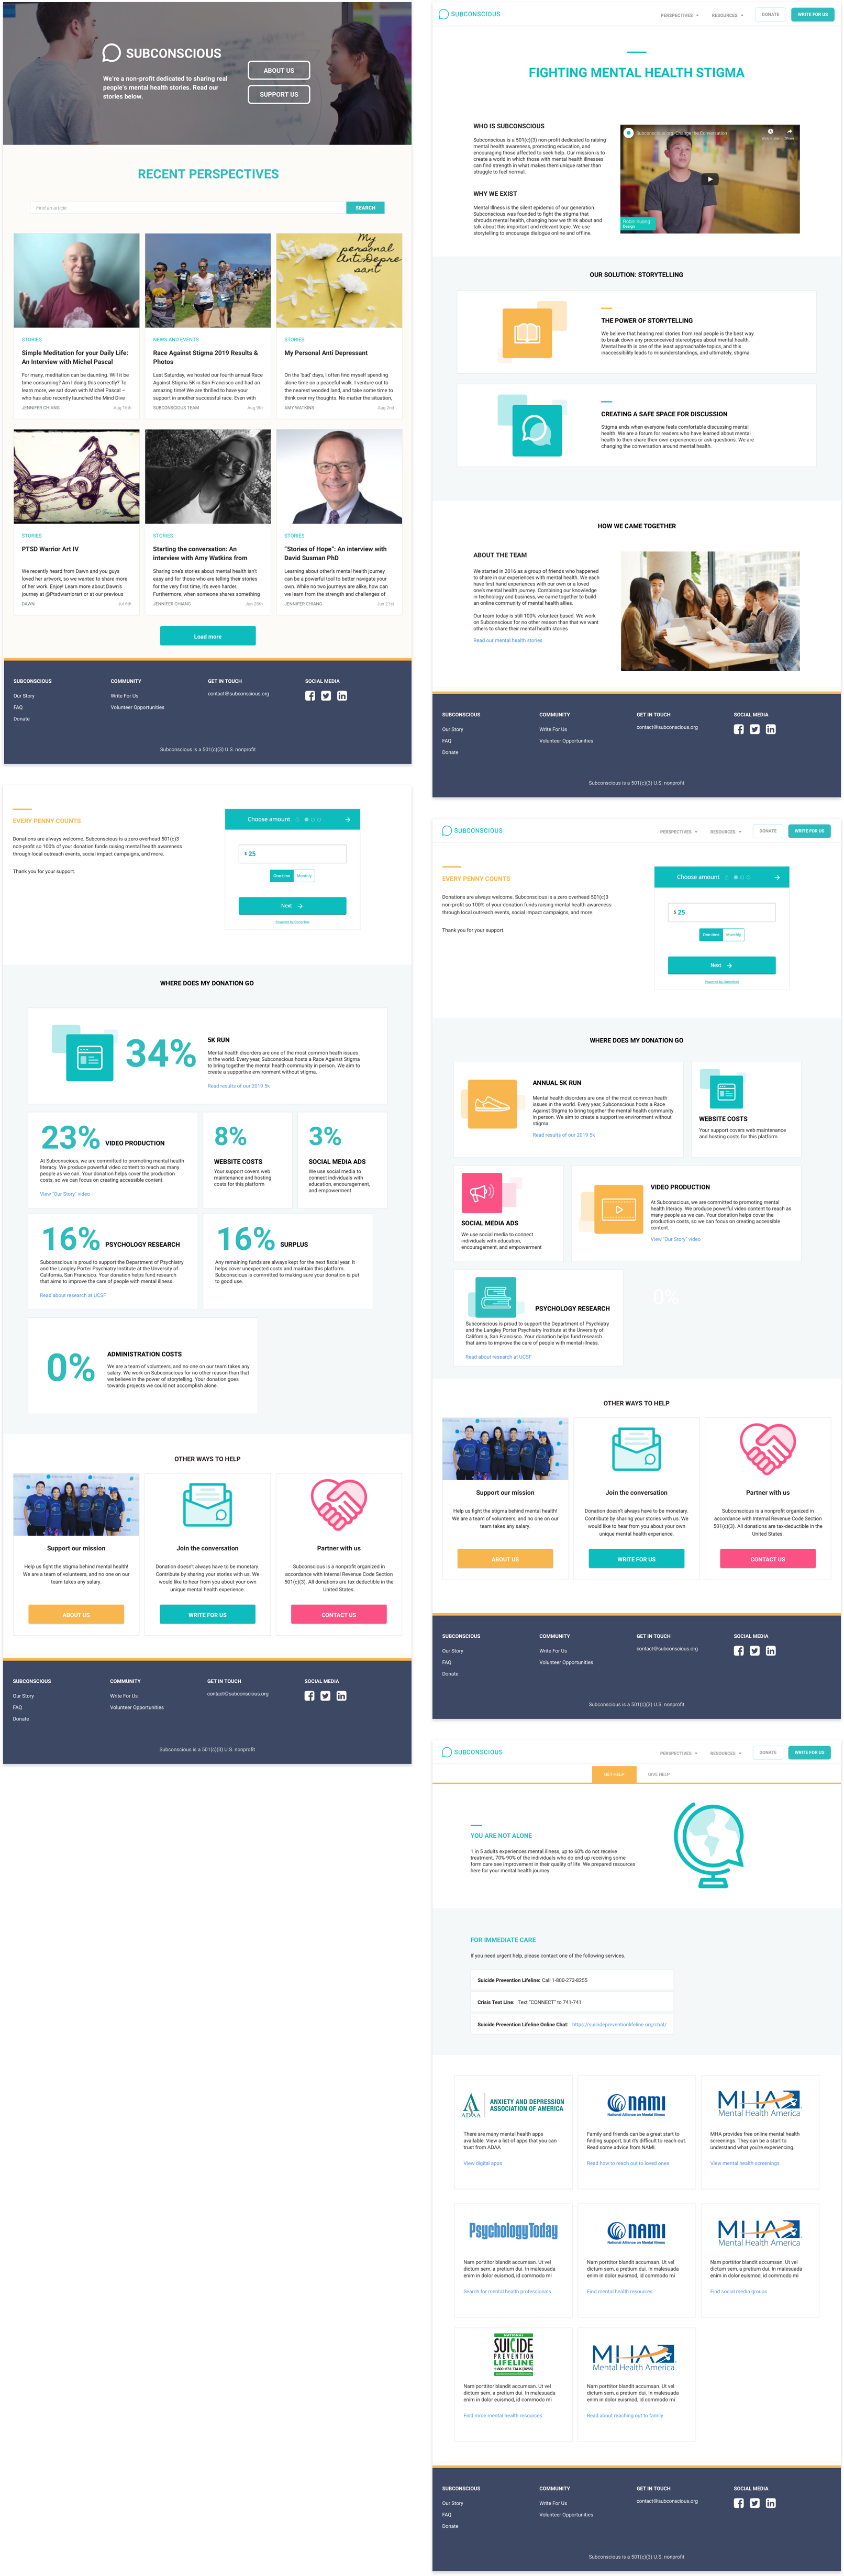 SUBCONSCIOUS
We're a non-profit dedicated to sharing real
people's mental health stories. Read our
stories below.
ABOUT US
SUPPORT US
RECENT PERSPECTIVES
Find an article
SEARCH
STORIES
Simple Meditation for your Daily Life:
An Interview with Michel Pascal
For many, meditation can be daunting. Will it be
time consuming? Am I doing this correctly? To
learn more, we sat down with Michel Pascal –
who has also recently launched the Mind Dive
JENNIFER CHIANG
Aug 16th
NEWS AND EVENTS
Race Against Stigma 2019 Results &
Photos
Last Saturday, we hosted our fourth annual Race
Against Stigma 5K in San Francisco and had an
amazing time! We are thrilled to have your
support in another successful race. Even with
SUBCONSCIOUS TEAM
Aug 9th
My
personal
Anti Depre
sant
STORIES
My Personal Anti Depressant
On the 'bad' days, I often find myself spending
alone time on a peaceful walk. I venture out to
the nearest wooded land, and take some time to
think over my thoughts. No matter the situation,
AMY WATKINS
Aug 2nd
STORIES
PTSD Warrior Art IV
We recently heard from Dawn and you guys
loved her artwork, so we wanted to share more
of her work. Enjoy! Learn more about Dawn's
journey at @Ptsdwarriorart or at our previous
DAWN
Jul 6th
STORIES
Starting the conversation: An
interview with Amy Watkins from
Sharing one's stories about mental health isn't
easy and for those who are telling their stories
for the very first time, it's even harder.
Furthermore, when someone shares something
JENNIFER CHIANG
Jun 28th
STORIES
"Stories of Hope": An interview with
David Susman PhD
Learning about other's mental health journey
can be a powerful tool to better navigate your
own. While no two journeys are alike, how can
we learn from the strength and challenges of
JENNIFER CHIANG
Jun 21st
Load more
SUBCONSCIOUS
Our Story
FAQ
Donate
COMMUNITY
Write For Us
Volunteer Opportunities
GET IN TOUCH
contact@subconscious.org
SOCIAL MEDIA
Subconscious is a 501(c)(3) U.S. nonprofit
SUBCONSCIOUS
PERSPECTIVES
RESOURCES
DONATE
WRITE FOR US
FIGHTING MENTAL HEALTH STIGMA
WHO IS SUBCONSCIOUS
Subconscious is a 501(c)(3) non-profit dedicated to raising
mental health awareness, promoting education, and
encouraging those affected to seek help. Our mission is to
create a world in which those with mental health illnesses
can find strength in what makes them unique rather than
struggle to feel normal.
WHY WE EXIST
Mental Illness is the silent epidemic of our generation.
Subconscious was founded to fight the stigma that
shrouds mental health, changing how we think about and
talk about this important and relevant topic. We use
storytelling to encourage dialogue online and offline.
Subconscious.org: Change the Conversation
Robin Kuang
Design
OUR SOLUTION: STORYTELLING
THE POWER OF STORYTELLING
We believe that hearing real stories from real people is the best way
to break down any preconceived stereotypes about mental health.
Mental health is one of the least approachable topics, and this
inaccessibility leads to misunderstandings, and ultimately, stigma.
CREATING A SAFE SPACE FOR DISCUSSION
Stigma ends when everyone feels comfortable discussing mental
health. We are a forum for readers who have learned about mental
health to then share their own experiences or ask questions. We are
changing the conversation around mental health.
HOW WE CAME TOGETHER
ABOUT THE TEAM
We started in 2016 as a group of friends who happened
to share in our experiences with mental health. We each
have first hand experiences with our own or a loved
one's mental health journey. Combining our knowledge
in technology and business, we came together to build
an online community of mental health allies.
Our team today is still 100% volunteer based. We work
on Subconscious for no other reason than that we want
others to share their mental health stories
Read our mental health stories
SUBCONSCIOUS
Our Story
FAQ
Donate
COMMUNITY
Write For Us
Volunteer Opportunities
GET IN TOUCH
contact@subconscious.org
SOCIAL MEDIA
Subconscious is a 501(c)(3) U.S. nonprofit
EVERY PENNY COUNTS
Donations are always welcome. Subconscious is a zero overhead 501(c)3
non-profit so 100% of your donation funds raising mental health awareness
through local outreach events, social impact campaigns, and more.
Thank you for your support.
Choose amount
$ 25
One-time
Monthly
Next
Powered by Donorbox
WHERE DOES MY DONATION GO
34%
5K RUN
Mental health disorders are one of the most common heath issues
in the world. Every year, Subconscious hosts a Race Against Stigma
to bring together the mental health community in person. We aim to
create a supportive environment without stigma.
Read results of our 2019 5k
23% VIDEO PRODUCTION
At Subconscious, we are committed to promoting mental health
literacy. We produce powerful video content to reach as many
people as we can. Your donation helps cover the production
costs, so we can focus on creating accessible content.
View "Our Story" video
8%
WEBSITE COSTS
Your support covers web
maintenance and hosting
costs for this platform
3%
SOCIAL MEDIA ADS
We use social media to
connect individuals with
education, encouragement,
and empowerment
16% PSYCHOLOGY RESEARCH
Subconscious is proud to support the Department of Psychiatry
and the Langley Porter Psychiatry Institute at the University of
California, San Francisco. Your donation helps fund research
that aims to improve the care of people with mental illness.
Read about research at UCSF
16% SURPLUS
Any remaining funds are always kept for the next fiscal year. It
helps cover unexpected costs and maintain this platform.
Subconscious is committed to making sure your donation is put
to good use.
0%
ADMINISTRATION COSTS
We are a team of volunteers, and no one on our team takes any
salary. We work on Subconscious for no other reason than that
we believe in the power of storytelling. Your donation goes
towards projects we could not accomplish alone.
OTHER WAYS TO HELP
Support our mission
Help us fight the stigma behind mental health!
We are a team of volunteers, and no one on our
team takes any salary.
ABOUT US
Join the conversation
Donation doesn't always have to be monetary.
Contribute by sharing your stories with us. We
would like to hear from you about your own
unique mental health experience.
WRITE FOR US
Partner with us
Subconscious is a nonprofit organized in
accordance with Internal Revenue Code Section
501(c)(3). All donations are tax-deductible in the
United States.
CONTACT US
SUBCONSCIOUS
Our Story
FAQ
Donate
COMMUNITY
Write For Us
Volunteer Opportunities
GET IN TOUCH
contact@subconscious.org
SOCIAL MEDIA
Subconscious is a 501(c)(3) U.S. nonprofit
SUBCONSCIOUS
PERSPECTIVES
RESOURCES
DONATE
WRITE FOR US
EVERY PENNY COUNTS
Donations are always welcome. Subconscious is a zero overhead 501(c)3
non-profit so 100% of your donation funds raising mental health awareness
through local outreach events, social impact campaigns, and more.
Thank you for your support.
Choose amount
$ 25
One-time
Monthly
Next
Powered by Donorbox
WHERE DOES MY DONATION GO
ANNUAL 5K RUN
Mental health disorders are one of the most common heath
issues in the world. Every year, Subconscious hosts a Race
Against Stigma to bring together the mental health community
in person. We aim to create a supportive environment without
stigma.
Read results of our 2019 5k
WEBSITE COSTS
Your support covers web maintenance
and hosting costs for this platform
SOCIAL MEDIA ADS
We use social media to connect
individuals with education,
encouragement, and empowerment
VIDEO PRODUCTION
At Subconscious, we are committed to promoting mental
health literacy. We produce powerful video content to reach as
many people as we can. Your donation helps cover the
production costs, so we can focus on creating accessible
content.
View "Our Story" video
PSYCHOLOGY RESEARCH
Subconscious is proud to support the Department of Psychiatry
and the Langley Porter Psychiatry Institute at the University of
California, San Francisco. Your donation helps fund research
that aims to improve the care of people with mental illness.
Read about research at UCSF
0%
OTHER WAYS TO HELP
Support our mission
Help us fight the stigma behind mental health!
We are a team of volunteers, and no one on our
team takes any salary.
ABOUT US
Join the conversation
Donation doesn't always have to be monetary.
Contribute by sharing your stories with us. We
would like to hear from you about your own
unique mental health experience.
WRITE FOR US
Partner with us
Subconscious is a nonprofit organized in
accordance with Internal Revenue Code Section
501(c)(3). All donations are tax-deductible in the
United States.
CONTACT US
SUBCONSCIOUS
Our Story
FAQ
Donate
COMMUNITY
Write For Us
Volunteer Opportunities
GET IN TOUCH
contact@subconscious.org
SOCIAL MEDIA
Subconscious is a 501(c)(3) U.S. nonprofit
SUBCONSCIOUS
PERSPECTIVES
RESOURCES
DONATE
WRITE FOR US
GET HELP
GIVE HELP
YOU ARE NOT ALONE
1 in 5 adults experiences mental illness, up to 60% do not receive
treatment. 70%-90% of the individuals who do end up receiving some
form care see improvement in their quality of life. We prepared resources
here for your mental health journey.
FOR IMMEDIATE CARE
If you need urgent help, please contact one of the following services.
Suicide Prevention Lifeline: Call 1-800-273-8255
Crisis Text Line: Text "CONNECT" to 741-741
Suicide Prevention Lifeline Online Chat: https://suicidepreventionlifeline.org/chat/
ADAA
ANXIETY AND DEPRESSION
ASSOCIATION OF AMERICA
There are many mental health apps
available. View a list of apps that you can
trust from ADAA
View digital apps
NAMI
National Alliance on Mental Illness
Family and friends can be a great start to
finding support, but it's difficult to reach out.
Read some advice from NAMI.
Read how to reach out to loved ones
MHA
Mental Health America
MHA provides free online mental health
screenings. They can be a start to
understand what you're experiencing.
View mental health screenings
Psychology Today
Nam porttitor blandit accumsan. Ut vel
dictum sem, a pretium dui. In malesuada
enim in dolor euismod, id commodo mi
Search for mental health professionals
NAMI
National Alliance on Mental Illness
Nam porttitor blandit accumsan. Ut vel
dictum sem, a pretium dui. In malesuada
enim in dolor euismod, id commodo mi
Find mental health resources
MHA
Mental Health America
Nam porttitor blandit accumsan. Ut vel
dictum sem, a pretium dui. In malesuada
enim in dolor euismod, id commodo mi
Find social media groups
NATIONAL
SUICIDE
PREVENTION
LIFELINE
1-800-273-TALK (8255)
Nam porttitor blandit accumsan. Ut vel
dictum sem, a pretium dui. In malesuada
enim in dolor euismod, id commodo mi
Find mroe mental health resources
MHA
Mental Health America
Nam porttitor blandit accumsan. Ut vel
dictum sem, a pretium dui. In malesuada
enim in dolor euismod, id commodo mi
Read about reaching out to family
SUBCONSCIOUS
Our Story
FAQ
Donate
COMMUNITY
Write For Us
Volunteer Opportunities
GET IN TOUCH
contact@subconscious.org
SOCIAL MEDIA
Subconscious is a 501(c)(3) U.S. nonprofit